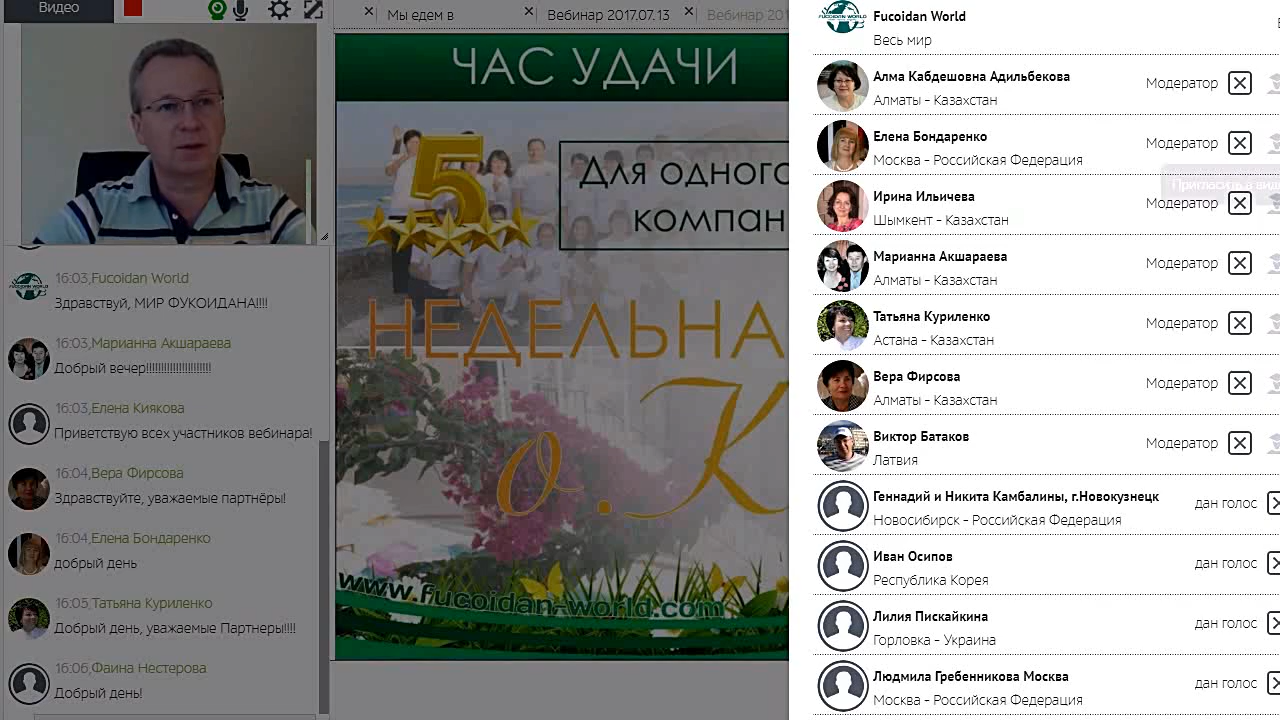 Видео
Мы едем в
2017.07.13
Вебинар
ЧАС УДАЧИ
5
Для одного
компан
НЕДЕЛЬНА
о.К
www.fucoidan-world.com
16:03,Fucoidan World
Здравствуй, МИР ФУКОИДАНА!!!!
16:03,Марианна Акшараева
16:03,Елена Киякова
участников вебинара!
16:04,Вера Фирсова
Здравствуйте, уважаемые партнёры!
16:04,Елена Бондаренко
добрый день
16:05,Татьяна Куриленко
Добрый день, уважаемые Партнеры!!!!
16:06,Фаина Нестерова
Добрый день!
Fucoidan World
Весь мир
Алма Кабдешовна Адильбекова
Алматы - Казахстан
Модератор
Елена Бондаренко
Москва - Российская Федерация
Модератор
Пригласить в вид
Ирина Ильичева
Шымкент - Казахстан
Модератор
Марианна Акшараева
Алматы - Казахстан
Модератор
Татьяна Куриленко
Астана - Казахстан
Модератор
Вера Фирсова
Алматы - Казахстан
Модератор
Виктор Батаков
Латвия
Модератор
Геннадий и Никита Камбалины, г.Новокузнецк
Новосибирск - Российская Федерация
дан голос
Иван Осипов
Республика Корея
дан голос
Лилия Пискайкина
Горловка - Украина
дан голос
Людмила Гребенникова Москва
Москва - Российская Федерация
дан голос